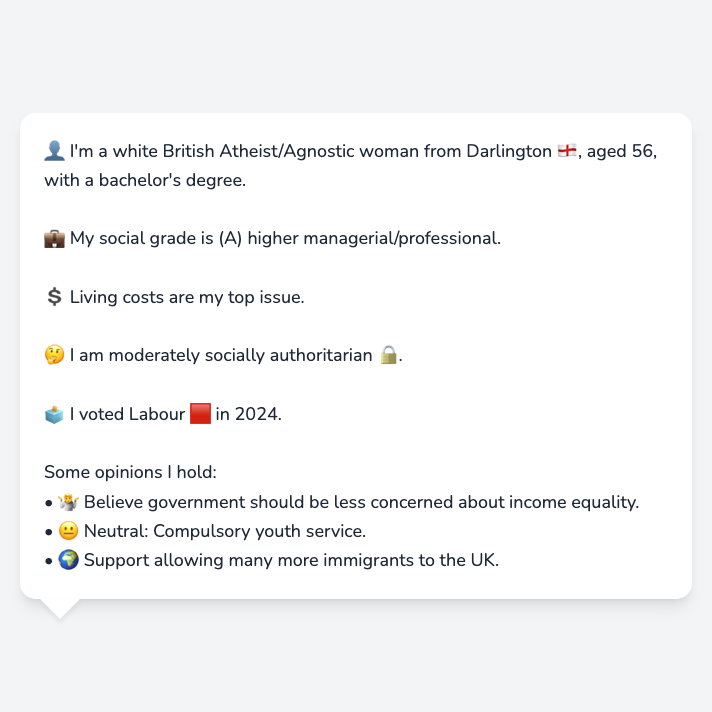 👤 I'm a white British Atheist/Agnostic woman from Darlington 🏴󠁧󠁢󠁥󠁮󠁧󠁿, aged 56,
with a bachelor's degree.
💼 My social grade is (A) higher managerial/professional.
💲 Living costs are my top issue.
🤔 I am moderately socially authoritarian 🔒.
🗳️ I voted Labour 🟥 in 2024.
Some opinions I hold:
• 🤷 Believe government should be less concerned about income equality.
• 😐 Neutral: Compulsory youth service.
• 🌍 Support allowing many more immigrants to the UK.